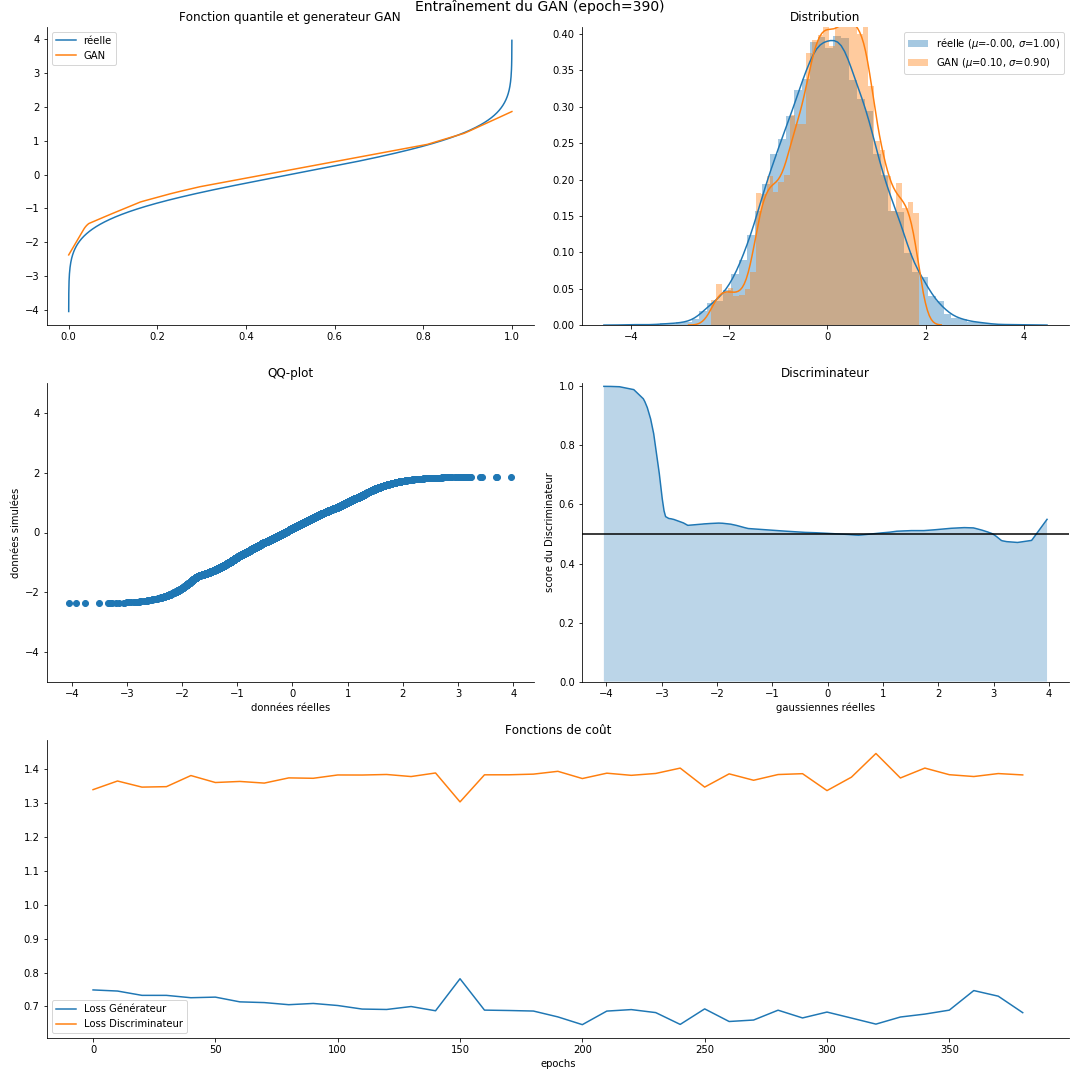 Entraînement du GAN (epoch=390)
Fonction quantile et generateur GAN
réelle
GAN
4
3
2
1
0
−1
−2
−3
−4
0.0 0.2 0.4 0.6 0.8 1.0
Distribution
réelle (μ=-0.00, σ=1.00)
GAN (μ=0.10, σ=0.90)
0.40
0.35
0.30
0.25
0.20
0.15
0.10
0.05
0.00
−4 −2 0 2 4
QQ-plot
données simulées
4
2
0
−2
−4
−4 −3 −2 −1 0 1 2 3 4
données réelles
Discriminateur
score du Discriminateur
1.0
0.8
0.6
0.4
0.2
0.0
−4 −3 −2 −1 0 1 2 3 4
gaussiennes réelles
Fonctions de coût
1.4
1.3
1.2
1.1
1.0
0.9
0.8
0.7
Loss Générateur
Loss Discriminateur
0 50 100 150 200 250 300 350
epochs